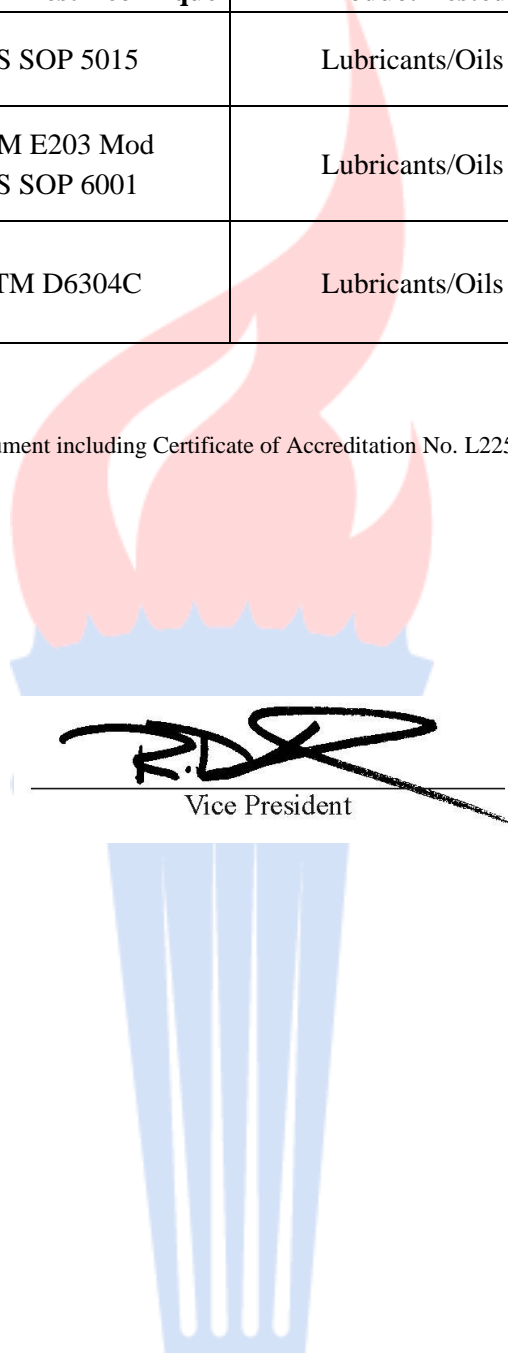 S SOP 5015
Lubricants/Oils
M E203 Mod
S SOP 6001
Lubricants/Oils
TM D6304C
Lubricants/Oils
ument including Certificate of Accreditation No. L225
R.D
Vice President